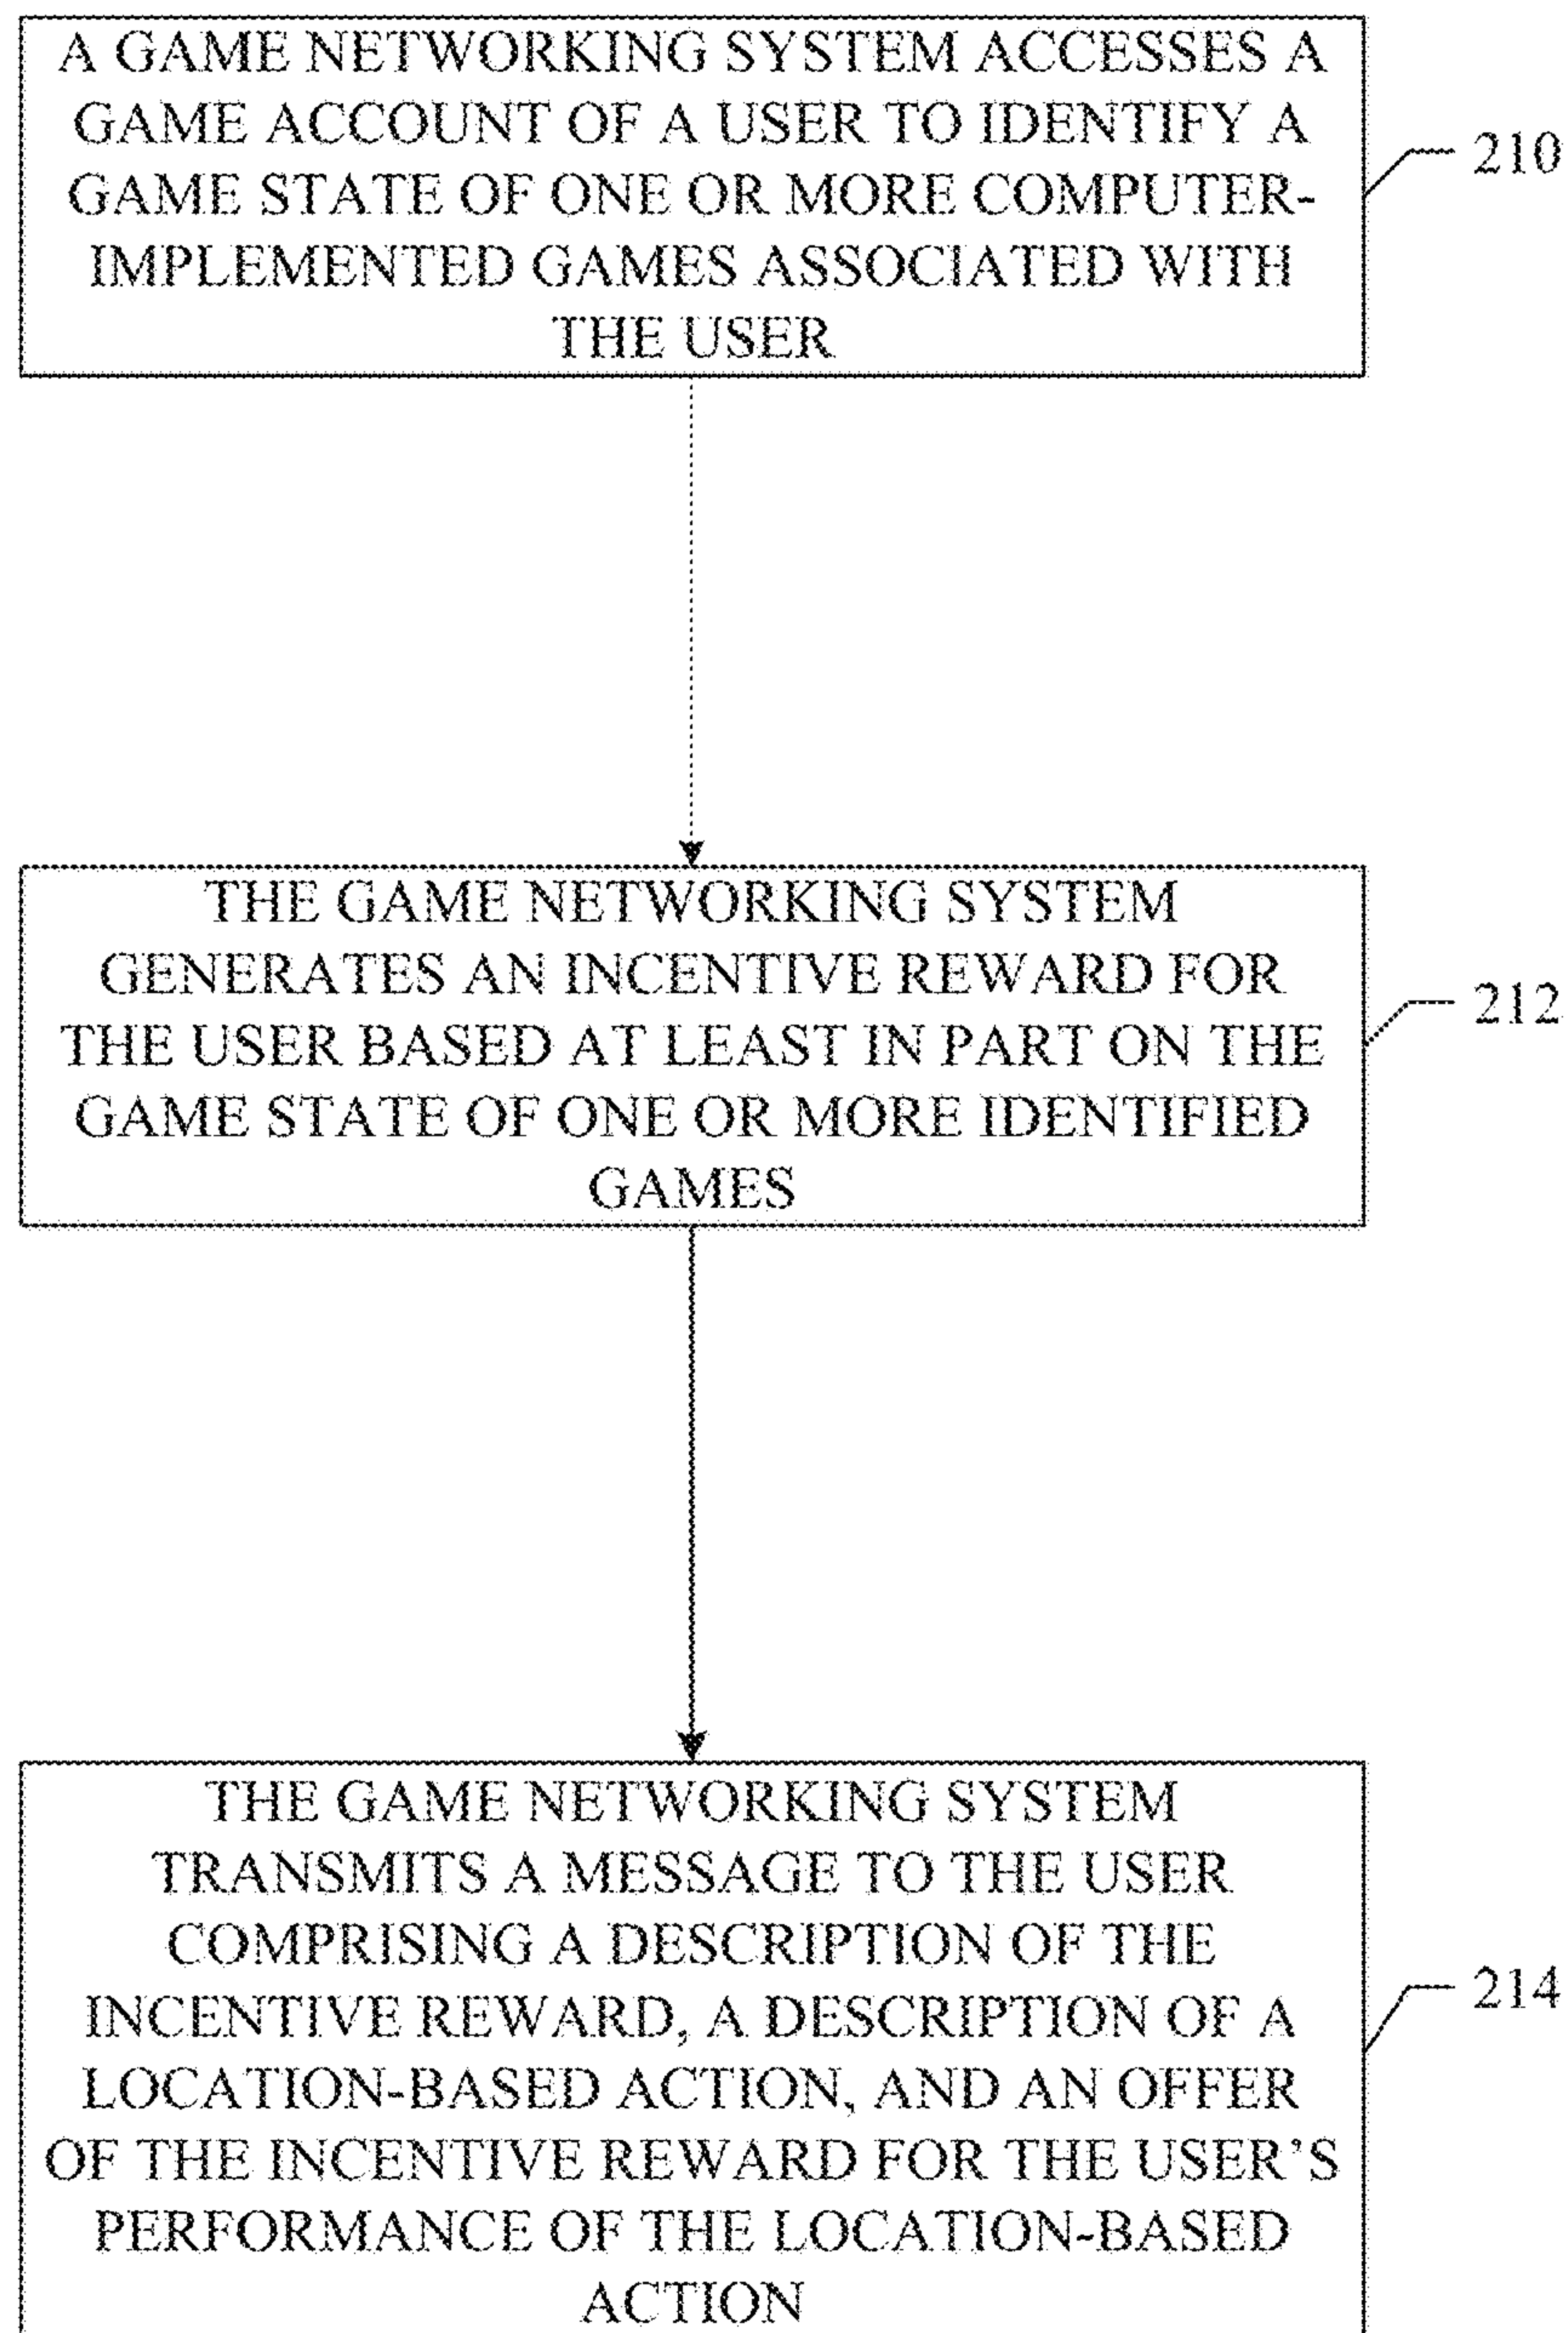 A GAME NETWORKING SYSTEM ACCESSES A
GAME ACCOUNT OF A USER TO IDENTIFY A
GAME STATE OF ONE OR MORE COMPUTER-
IMPLEMENTED GAMES ASSOCIATED WITH
THE USER
210
THE GAME NETWORKING SYSTEM
GENERATES AN INCENTIVE REWARD FOR
THE USER BASED AT LEAST IN PART ON THE
GAME STATE OF ONE OR MORE IDENTIFIED
GAMES
212
THE GAME NETWORKING SYSTEM
TRANSMITS A MESSAGE TO THE USER
COMPRISING A DESCRIPTION OF THE
INCENTIVE REWARD, A DESCRIPTION OF A
LOCATION-BASED ACTION, AND AN OFFER
OF THE INCENTIVE REWARD FOR THE USER’S
PERFORMANCE OF THE LOCATION-BASED
ACTION
214